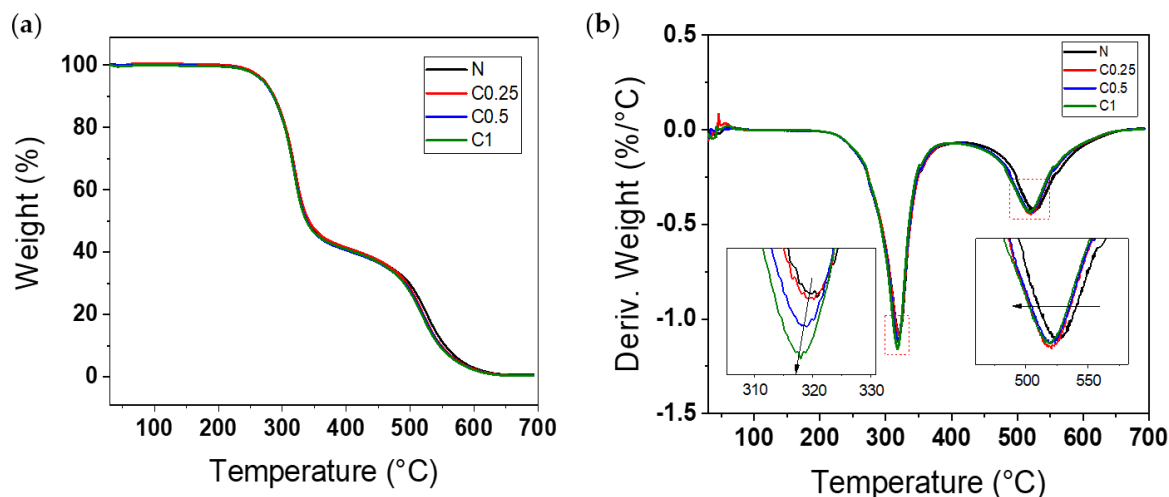 (a)
100
80
60
40
20
0
Weight (%)
N
C0.25
C0.5
C1
100 200 300 400 500 600 700
Temperature (°C)
(b)
0.5
0.0
-0.5
-1.0
-1.5
Deriv. Weight (%/°C)
N
C0.25
C0.5
C1
310 320 330
500 550
100 200 300 400 500 600 700
Temperature (°C)